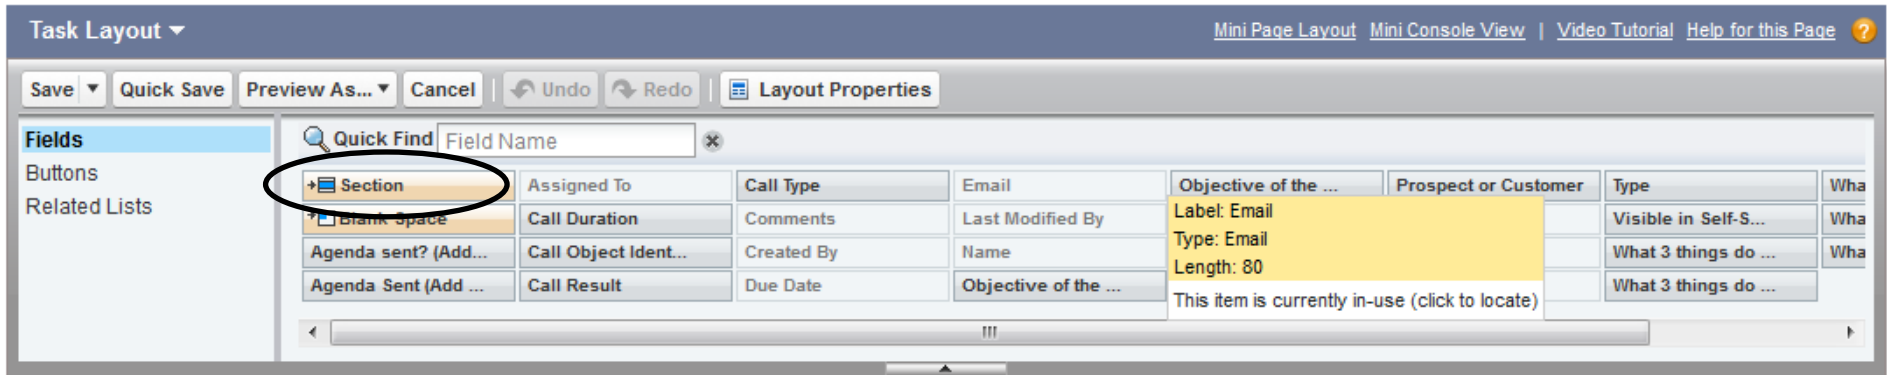 Task Layout
Mini Page Layout Mini Console View | Video Tutorial Help for this Page ?
Save Quick Save Preview As... Cancel Undo Redo Layout Properties
Fields
Buttons
Related Lists
Quick Find Field Name
Section Assigned To Call Type Email Objective of the ... Prospect or Customer Type Wha
Blank Space Call Duration Comments Last Modified By Visible in Self-S... Wha
Agenda sent? (Add... Call Object Ident... Created By Name What 3 things do ... Wha
Agenda Sent (Add ... Call Result Due Date Objective of the ... What 3 things do ...
Label: Email
Type: Email
Length: 80
This item is currently in-use (click to locate)